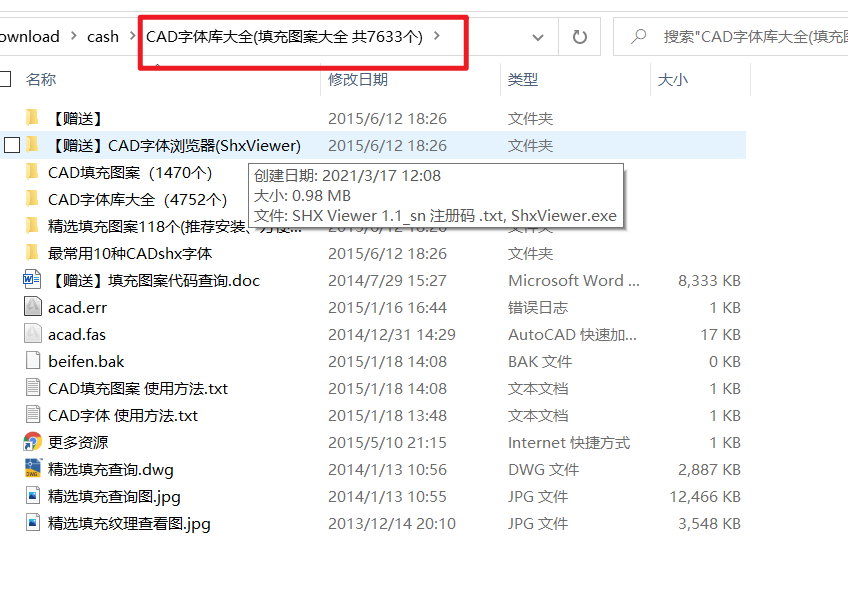 ownload > cash > CAD字体库大全(填充图案大全 共7633个) >
搜索"CAD字体库大全(填充图
名称 修改日期 类型 大小
【赠送】 2015/6/12 18:26 文件夹
【赠送】CAD字体浏览器(ShxViewer) 2015/6/12 18:26 文件夹
CAD填充图案（1470个）
CAD字体库大全（4752个）
精选填充图案118个(推荐安装、方便... 2015/6/12 18:26 文件夹
创建日期: 2021/3/17 12:08
大小: 0.98 MB
文件: SHX Viewer 1.1_sn 注册码 .txt, ShxViewer.exe
最常用10种CADshx字体 2015/6/12 18:26 文件夹
【赠送】填充图案代码查询.doc 2014/7/29 15:27 Microsoft Word ... 8,333 KB
acad.err 2015/1/16 16:44 错误日志 1 KB
acad.fas 2014/12/31 14:29 AutoCAD 快速加... 17 KB
beifen.bak 2015/1/18 14:08 BAK 文件 0 KB
CAD填充图案 使用方法.txt 2015/1/18 14:08 文本文档 1 KB
CAD字体 使用方法.txt 2015/1/18 13:48 文本文档 1 KB
更多资源 2015/5/10 21:15 Internet 快捷方式 1 KB
精选填充查询.dwg 2014/1/13 10:56 DWG 文件 2,887 KB
精选填充查询图.jpg 2014/1/13 10:55 JPG 文件 12,466 KB
精选填充纹理查看图.jpg 2013/12/14 20:10 JPG 文件 3,548 KB